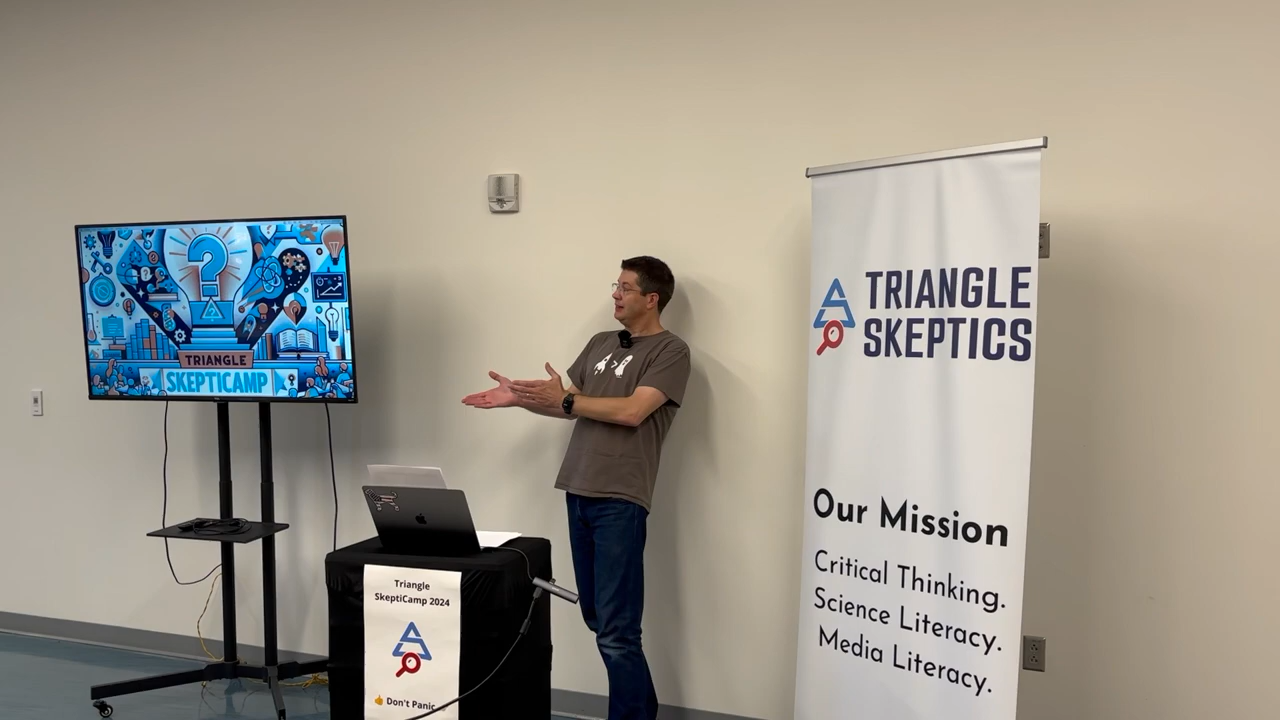 TRIANGLE
SKEPTICAMP
Triangle
SkeptiCamp 2024
👍 Don't Panic
TRIANGLE
SKEPTICS
Our Mission
Critical Thinking.
Science Literacy.
Media Literacy.